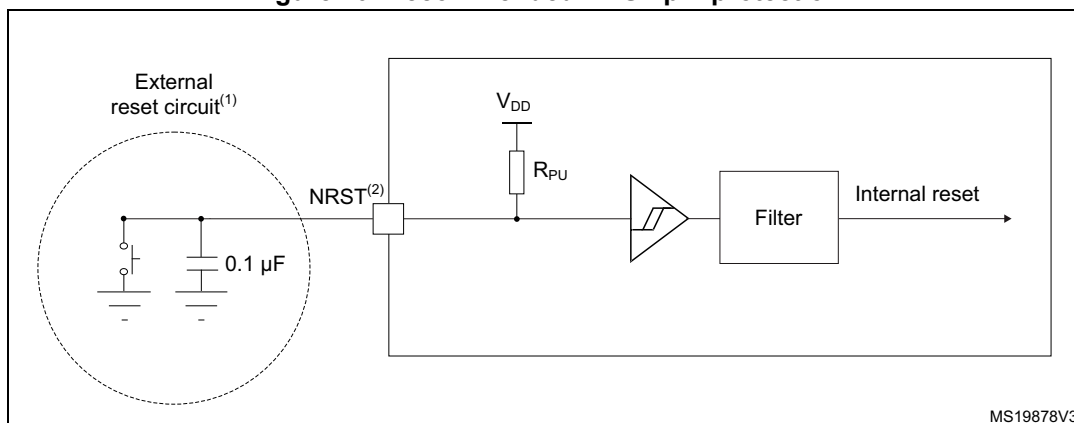 External
reset circuit(1)
VDD
RPU
NRST(2)
Filter
Internal reset
0.1 µF
MS19878V3